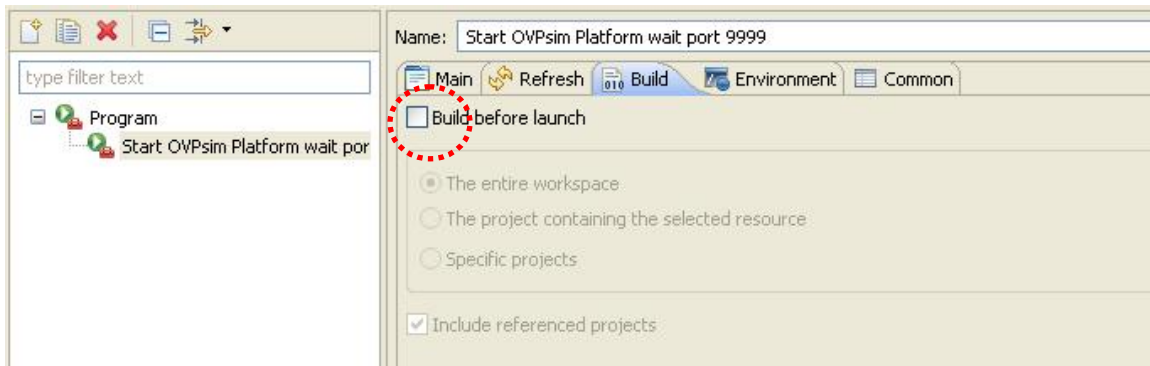 Name: Start OVPsim Platform wait port 9999
type filter text
Main Refresh Build Environment Common
Program
Start OVPsim Platform wait por
Build before launch
The entire workspace
The project containing the selected resource
Specific projects
Include referenced projects